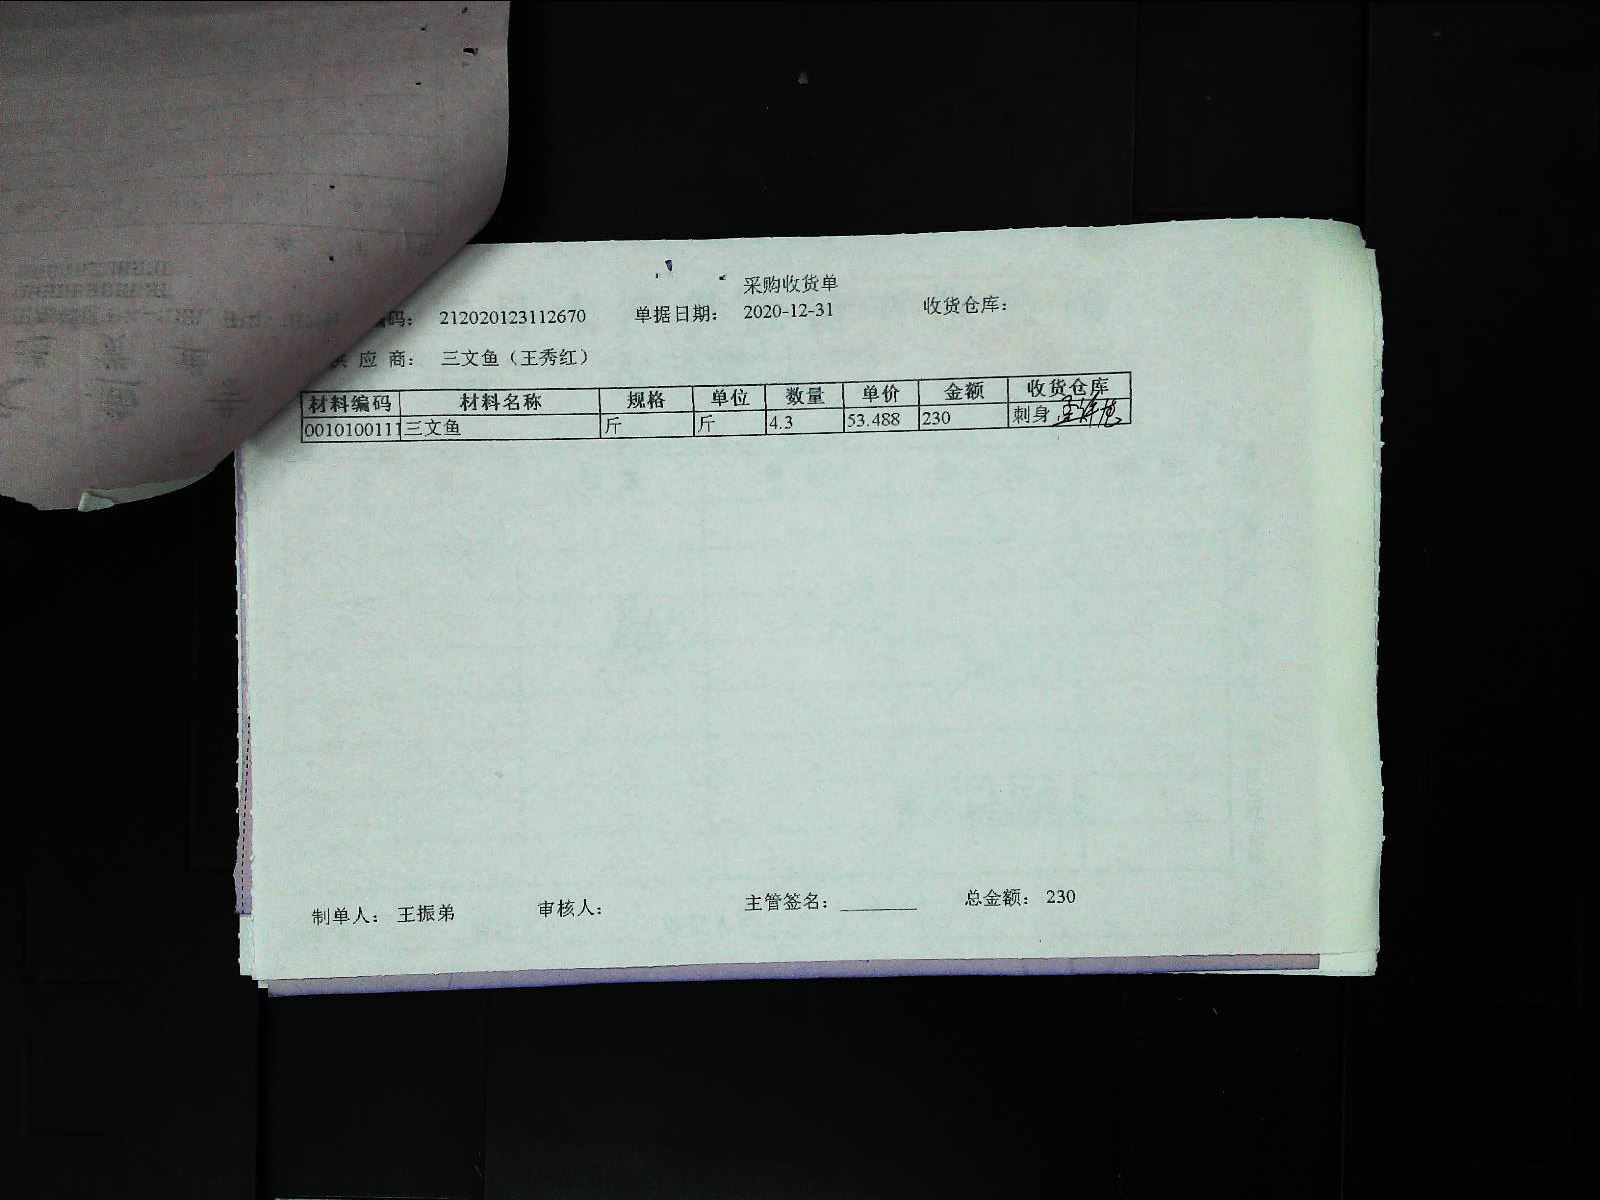 采购收货单
编码： 212020123112670 单据日期： 2020-12-31 收货仓库：
供 应 商： 三文鱼（王秀红）
材料编码 材料名称 规格 单位 数量 单价 金额 收货仓库
0010100111 三文鱼 斤 斤 4.3 53.488 230 刺身
制单人： 王振弟 审核人： 主管签名： 总金额： 230